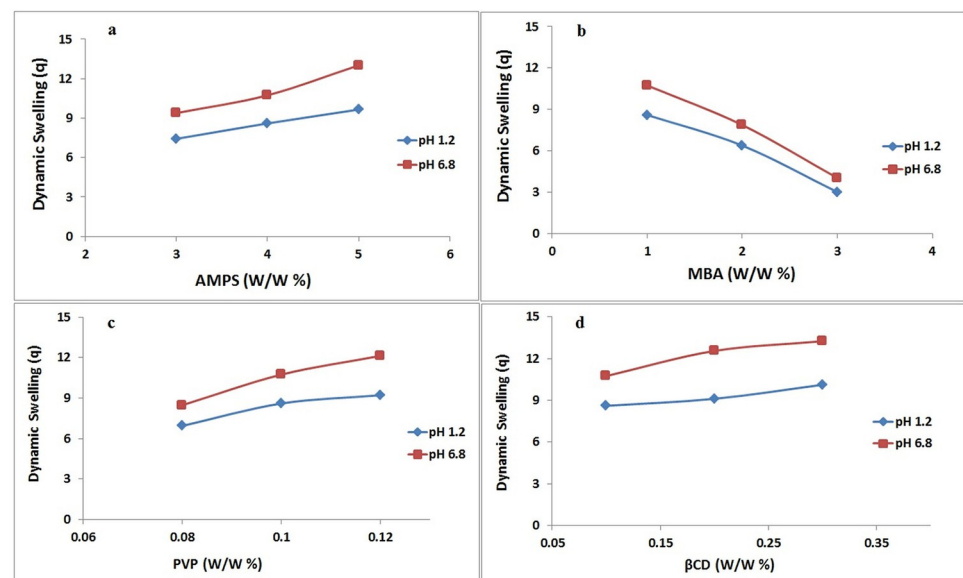 a
Dynamic Swelling (q)
15
12
9
6
3
0
2
3
4
5
6
AMPS (W/W %)
pH 1.2
pH 6.8
b
Dynamic Swelling (q)
15
12
9
6
3
0
0
1
2
3
4
MBA (W/W %)
pH 1.2
pH 6.8
c
Dynamic Swelling (q)
15
12
9
6
3
0
0.06
0.08
0.1
0.12
PVP (W/W %)
pH 1.2
pH 6.8
d
Dynamic Swelling (q)
15
12
9
6
3
0
0.05
0.15
0.25
0.35
βCD (W/W %)
pH 1.2
pH 6.8